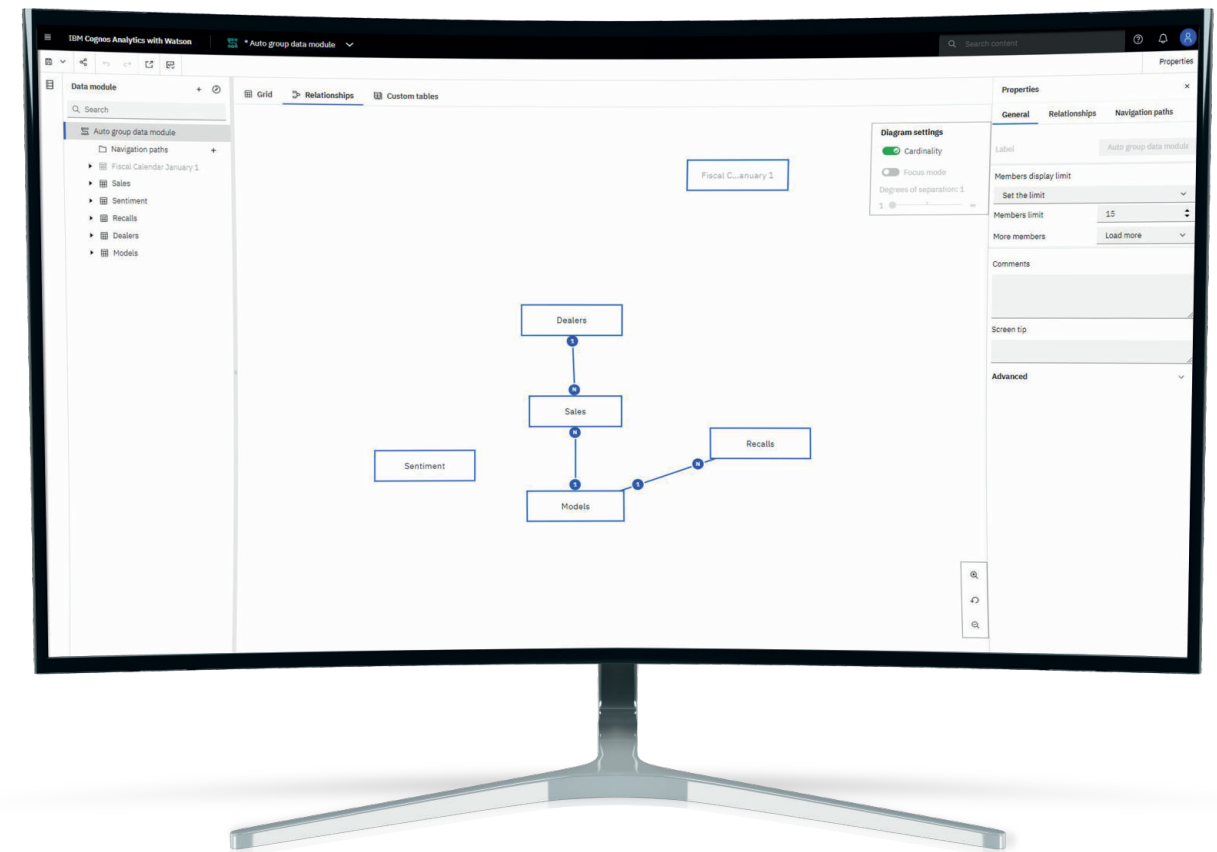 IBM Cognos Analytics with Watson
* Auto group data module
Search content
Properties
Data module
Search
Auto group data module
Navigation paths
Fiscal Calendar January 1
Sales
Sentiment
Recalls
Dealers
Models
Grid
Relationships
Custom tables
Diagram settings
Cardinality
Focus mode
Degrees of separation: 1
1
∞
Fiscal C...anuary 1
Dealers
1
N
Sales
N
1
Models
1
N
Recalls
Sentiment
Properties
General Relationships Navigation paths
Label Auto group data module
Members display limit
Set the limit
Members limit 15
More members Load more
Comments
Screen tip
Advanced